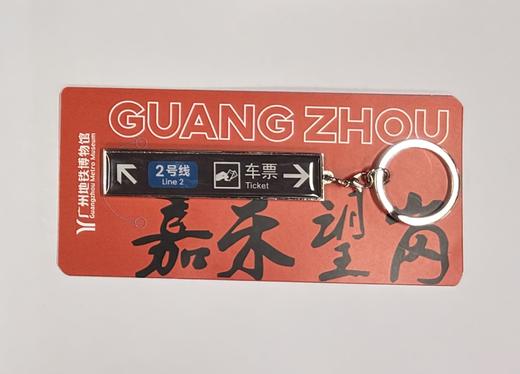 GUANG ZHOU
广州地铁博物馆
Guangzhou Metro Museum
2号线
Line 2
车票
Ticket
嘉禾望岗